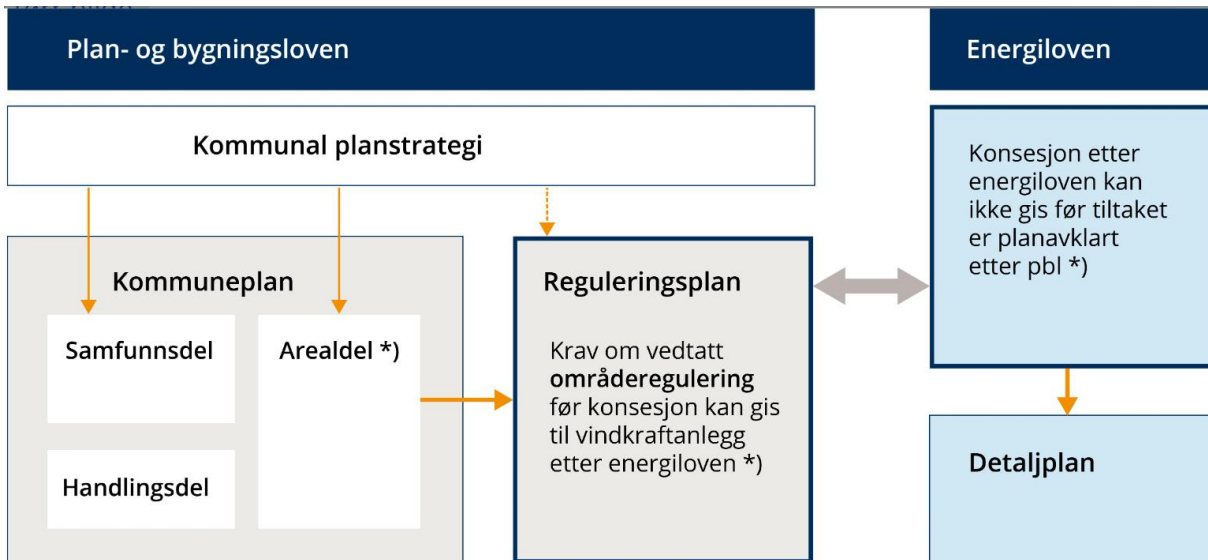 Plan- og bygningsloven
Energiloven
Kommunal planstrategi
Kommuneplan
Samfunnsdel
Arealdel *)
Handlingsdel
Reguleringsplan
Krav om vedtatt
områderegulering
før konsesjon kan gis
til vindkraftanlegg
etter energiloven *)
Konsesjon etter
energiloven kan
ikke gis før tiltaket
er planavklart
etter pbl *)
Detaljplan